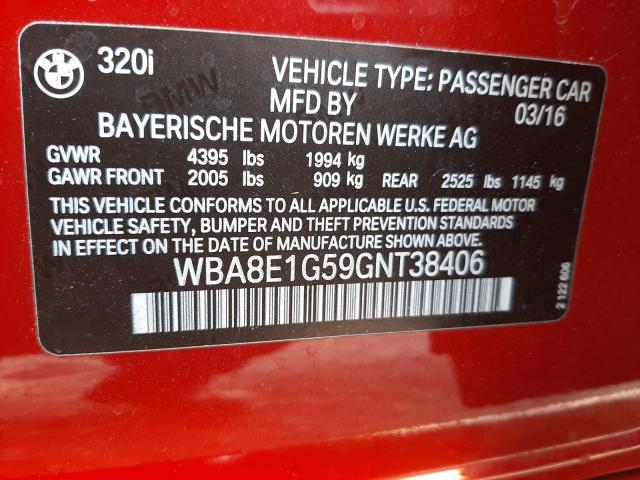 320i VEHICLE TYPE: PASSENGER CAR
MFD BY 03/16
BAYERISCHE MOTOREN WERKE AG
GVWR 4395 lbs 1994 kg
GAWR FRONT 2005 lbs 909 kg REAR 2525 lbs 1145 kg
THIS VEHICLE CONFORMS TO ALL APPLICABLE U.S. FEDERAL MOTOR
VEHICLE SAFETY, BUMPER AND THEFT PREVENTION STANDARDS
IN EFFECT ON THE DATE OF MANUFACTURE SHOWN ABOVE.
WBA8E1G59GNT38406
2 122 606
BMW